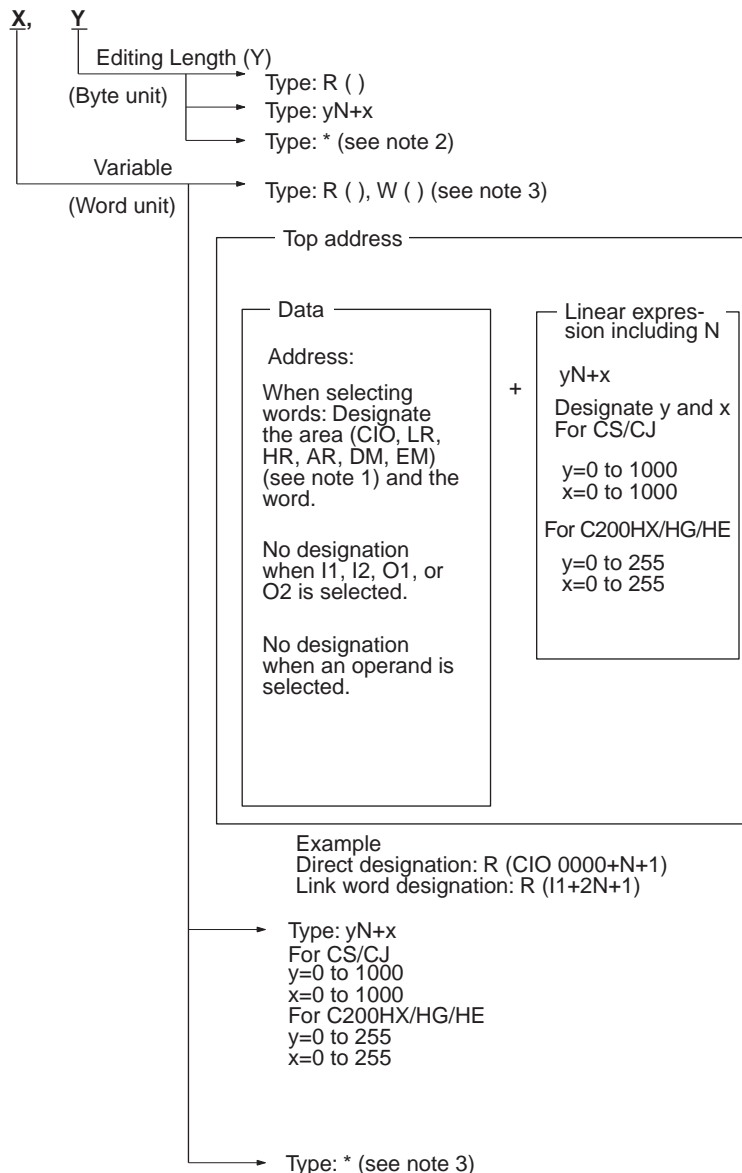 X, Y
Editing Length (Y)
(Byte unit)
Type: R ( )
Type: yN+x
Type: * (see note 2)
Variable
(Word unit)
Type: R ( ), W ( ) (see note 3)
Top address
Data
Address:
When selecting
words: Designate
the area (CIO, LR,
HR, AR, DM, EM)
(see note 1) and the
word.
No designation
when I1, I2, O1, or
O2 is selected.
No designation
when an operand is
selected.
+
Linear expres-
sion including N
yN+x
Designate y and x
For CS/CJ
y=0 to 1000
x=0 to 1000
For C200HX/HG/HE
y=0 to 255
x=0 to 255
Example
Direct designation: R (CIO 0000+N+1)
Link word designation: R (I1+2N+1)
Type: yN+x
For CS/CJ
y=0 to 1000
x=0 to 1000
For C200HX/HG/HE
y=0 to 255
x=0 to 255
Type: * (see note 3)